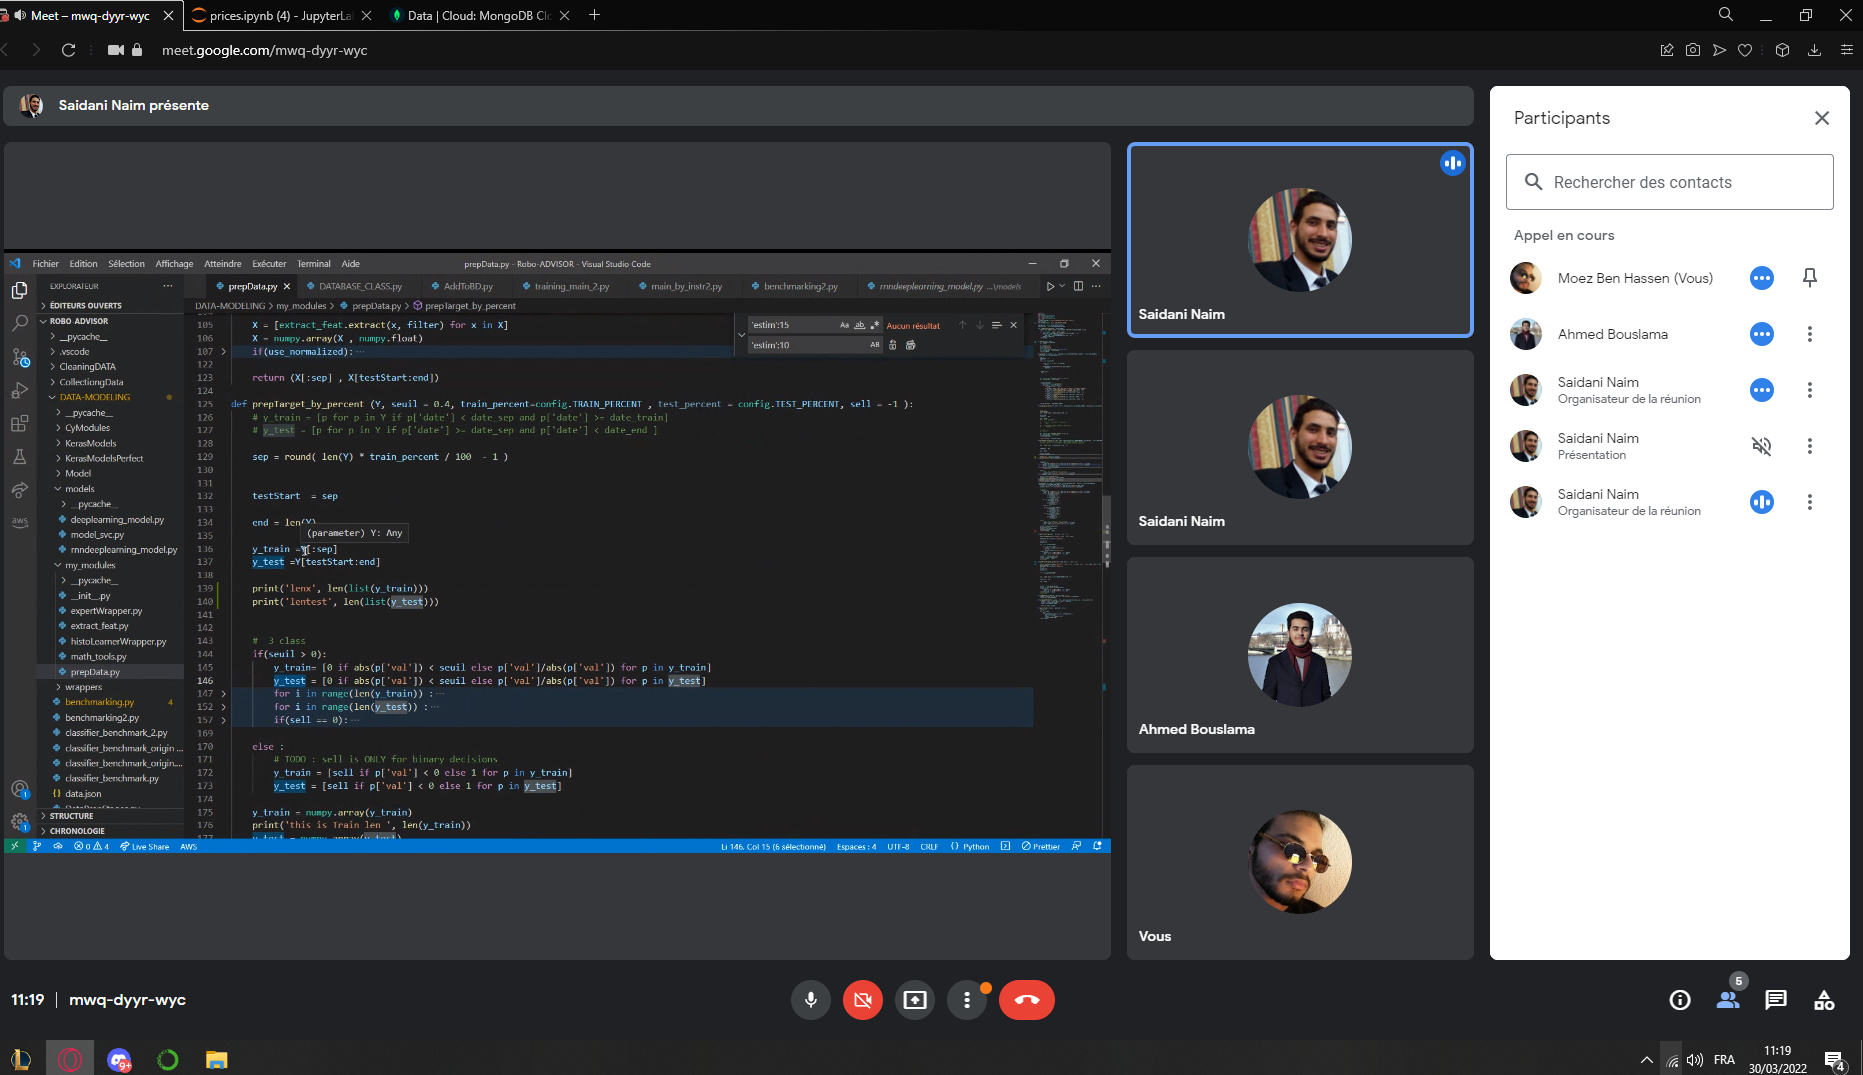 Meet – mwq-dyyr-wyc
prices.ipynb (4) - JupyterLa
Data | Cloud: MongoDB Clo
meet.google.com/mwq-dyyr-wyc
Saidani Naim présente
Fichier Edition Sélection Affichage Atteindre Exécuter Terminal Aide
prepData.py - Robo-ADVISOR - Visual Studio Code
EXPLORATEUR
prepData.py DATABASE_CLASS.py AddToBD.py training_main_2.py main_by_instr2.py benchmarking2.py rnndeeplearning_model.py ...\models
DATA-MODELING > my_modules > prepData.py > prepTarget_by_percent
ÉDITEURS OUVERTS
ROBO ADVISOR
__pycache__
.vscode
CleaningDATA
CollectiongData
DATA-MODELING
__pycache__
CyModules
KerasModels
KerasModelsPerfect
Model
models
__pycache__
deeplearning_model.py
model_svc.py
rnndeeplearning_model.py
my_modules
__pycache__
__init__.py
expertWrapper.py
extract_feat.py
histoLearnerWrapper.py
math_tools.py
prepData.py
wrappers
benchmarking.py 4
benchmarking2.py
classifier_benchmark_2.py
classifier_benchmark_origin ...
classifier_benchmark_origin....
classifier_benchmark.py
{} data.json
STRUCTURE
CHRONOLOGIE
aws
'estim':15 Aa ab Aucun résultat
'estim':10 AB
105 X = [extract_feat.extract(x, filter) for x in X]
106 X = numpy.array(X , numpy.float)
107 if(use_normalized): ···
122
123 return (X[:sep] , X[testStart:end])
124
125 def prepTarget_by_percent (Y, seuil = 0.4, train_percent=config.TRAIN_PERCENT , test_percent = config.TEST_PERCENT, sell = -1 ):
126 # y_train = [p for p in Y if p['date'] < date_sep and p['date'] >= date_train]
127 # y_test = [p for p in Y if p['date'] >= date_sep and p['date'] < date_end ]
128
129 sep = round( len(Y) * train_percent / 100 - 1 )
130
131
132 testStart = sep
133
134 end = len(Y)
135
(parameter) Y: Any
136 y_train =Y[:sep]
137 y_test =Y[testStart:end]
138
139 print('lenx', len(list(y_train)))
140 print('lentest', len(list(y_test)))
141
142
143 # 3 class
144 if(seuil > 0):
145 y_train= [0 if abs(p['val']) < seuil else p['val']/abs(p['val']) for p in y_train]
146 y_test = [0 if abs(p['val']) < seuil else p['val']/abs(p['val']) for p in y_test]
147 for i in range(len(y_train)) : ···
152 for i in range(len(y_test)) : ···
157 if(sell == 0): ···
169
170 else :
171 # TODO : sell is ONLY for binary decisions
172 y_train = [sell if p['val'] < 0 else 1 for p in y_train]
173 y_test = [sell if p['val'] < 0 else 1 for p in y_test]
174
175 y_train = numpy.array(y_train)
176 print('this is Train len ', len(y_train))
177 y_test = numpy.array(y_test)
0 4 Live Share AWS
Li 146, Col 15 (6 sélectionné) Espaces : 4 UTF-8 CRLF {} Python Prettier
Saidani Naim
Saidani Naim
Ahmed Bouslama
Vous
Participants
Rechercher des contacts
Appel en cours
Moez Ben Hassen (Vous)
Ahmed Bouslama
Saidani Naim
Organisateur de la réunion
Saidani Naim
Présentation
Saidani Naim
Organisateur de la réunion
11:19 | mwq-dyyr-wyc
5
9+
FRA
11:19
30/03/2022
4